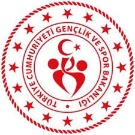 TÜRKİYE CUMHURİYETİ GENÇLİK VE SPOR BAKANLIĞI